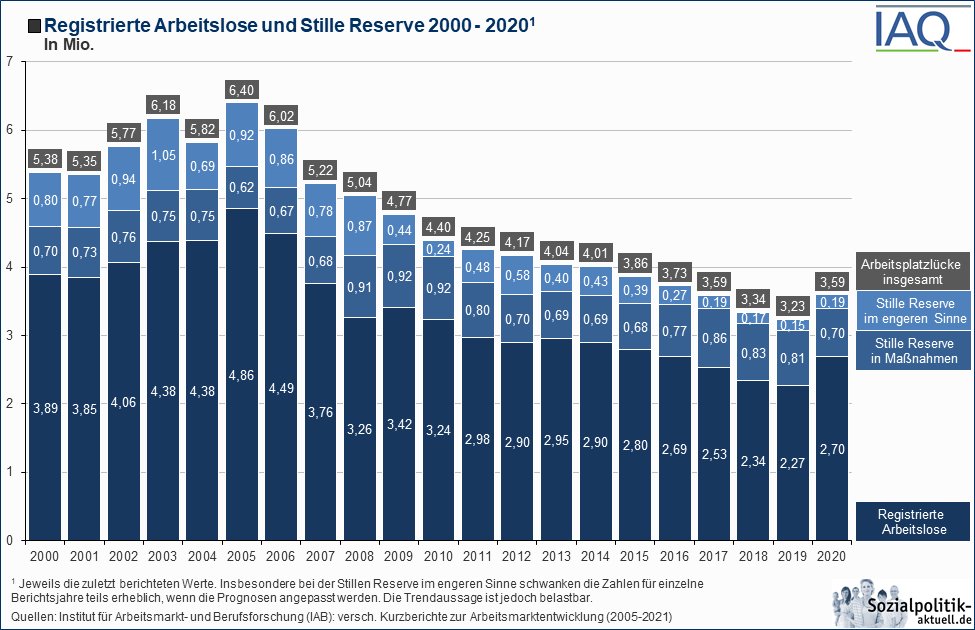 Registrierte Arbeitslose und Stille Reserve 2000 - 2020¹
In Mio.
IAQ
7
6
5
4
3
2
1
0
5,38 5,35 5,77 6,18 5,82 6,40 6,02 5,22 5,04 4,77 4,40 4,25 4,17 4,04 4,01 3,86 3,73 3,59 3,34 3,23 3,59
0,80 0,77 0,94 1,05 0,69 0,92 0,86 0,78 0,87 0,44 0,24 0,48 0,58 0,40 0,43 0,39 0,27 0,19 0,17 0,15 0,19
0,70 0,73 0,76 0,75 0,75 0,62 0,67 0,68 0,91 0,92 0,92 0,80 0,70 0,69 0,69 0,68 0,77 0,86 0,83 0,81 0,70
3,89 3,85 4,06 4,38 4,38 4,86 4,49 3,76 3,26 3,42 3,24 2,98 2,90 2,95 2,90 2,80 2,69 2,53 2,34 2,27 2,70
2000 2001 2002 2003 2004 2005 2006 2007 2008 2009 2010 2011 2012 2013 2014 2015 2016 2017 2018 2019 2020
Arbeitsplatzlücke
insgesamt
Stille Reserve
im engeren Sinne
Stille Reserve
in Maßnahmen
Registrierte
Arbeitslose
¹ Jeweils die zuletzt berichteten Werte. Insbesondere bei der Stillen Reserve im engeren Sinne schwanken die Zahlen für einzelne
Berichtsjahre teils erheblich, wenn die Prognosen angepasst werden. Die Trendaussage ist jedoch belastbar.
Quellen: Institut für Arbeitsmarkt- und Berufsforschung (IAB): versch. Kurzberichte zur Arbeitsmarktentwicklung (2005-2021)
Sozialpolitik-
aktuell.de